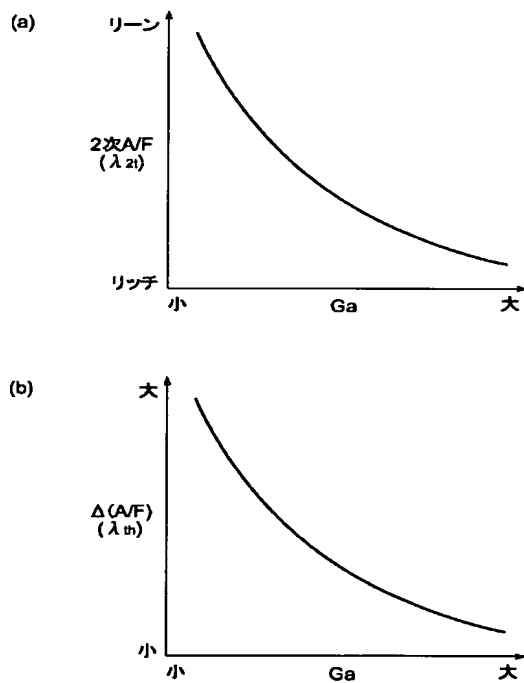 (a)
リーン
2次A/F
(λ2t)
リッチ
小
Ga
大
(b)
大
Δ(A/F)
(λth)
小
小
Ga
大